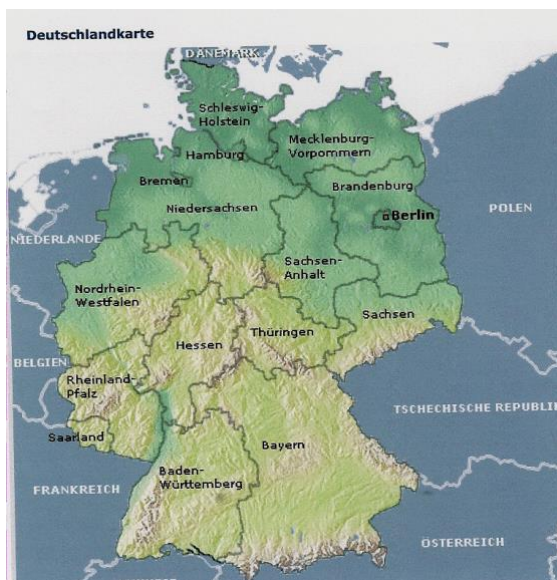 Deutschlandkarte
DÄNEMARK
Schleswig-
Holstein
Mecklenburg-
Vorpommern
Hamburg
Bremen
Brandenburg
Niedersachsen
Berlin
POLEN
NIEDERLANDE
Sachsen-
Anhalt
Nordrhein-
Westfalen
Sachsen
Thüringen
Hessen
BELGIEN
Rheinland-
Pfalz
TSCHECHISCHE REPUBLIK
Saarland
Bayern
Baden-
Württemberg
FRANKREICH
ÖSTERREICH